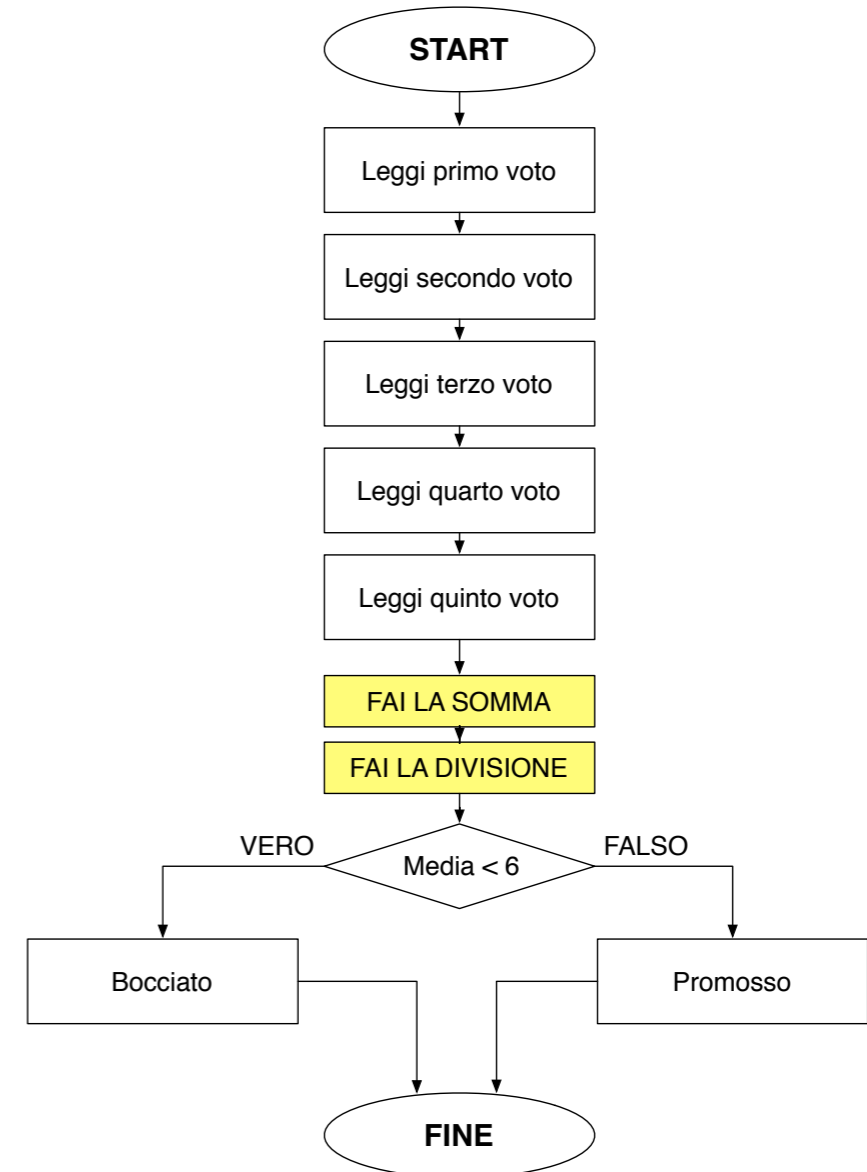 START
Leggi primo voto
Leggi secondo voto
Leggi terzo voto
Leggi quarto voto
Leggi quinto voto
FAI LA SOMMA
FAI LA DIVISIONE
VERO
Media < 6
FALSO
Bocciato
Promosso
FINE